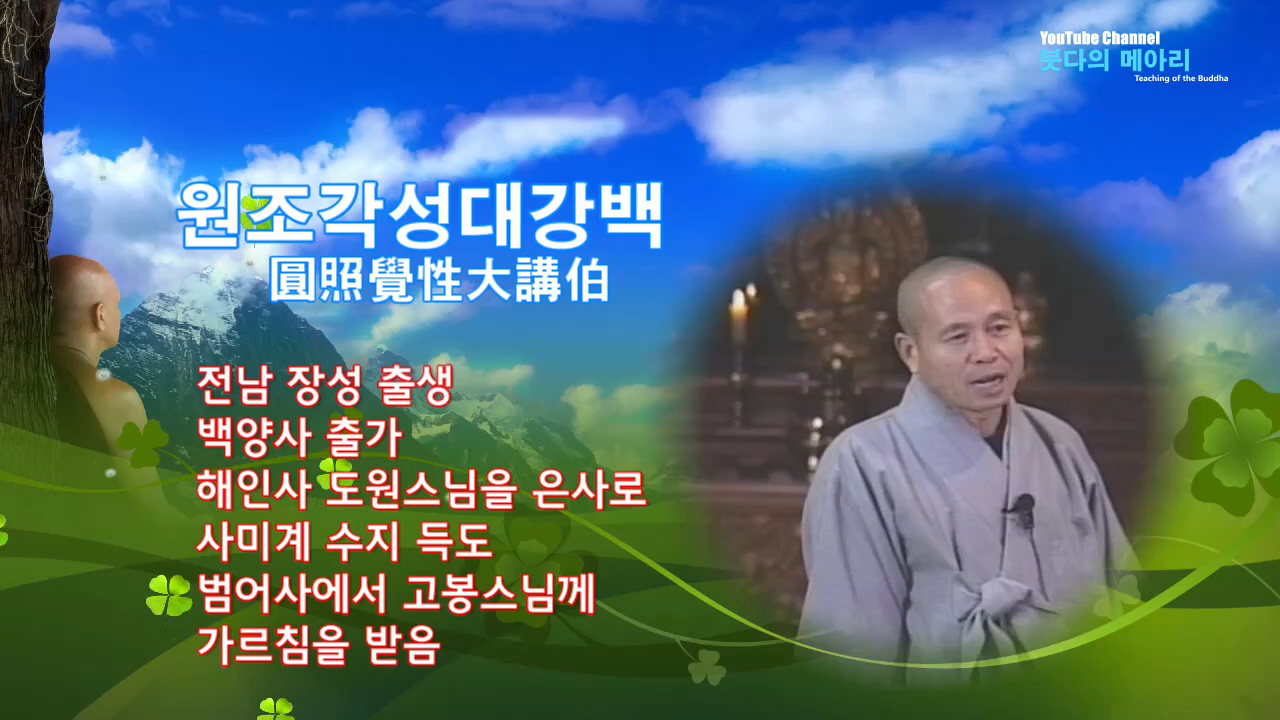 YouTube Channel
붓다의 메아리
Teaching of the Buddha
원조각성대강백
圓照覺性大講伯
전남 장성 출생
백양사 출가
해인사 도원스님을 은사로
사미계 수지 득도
범어사에서 고봉스님께
가르침을 받음